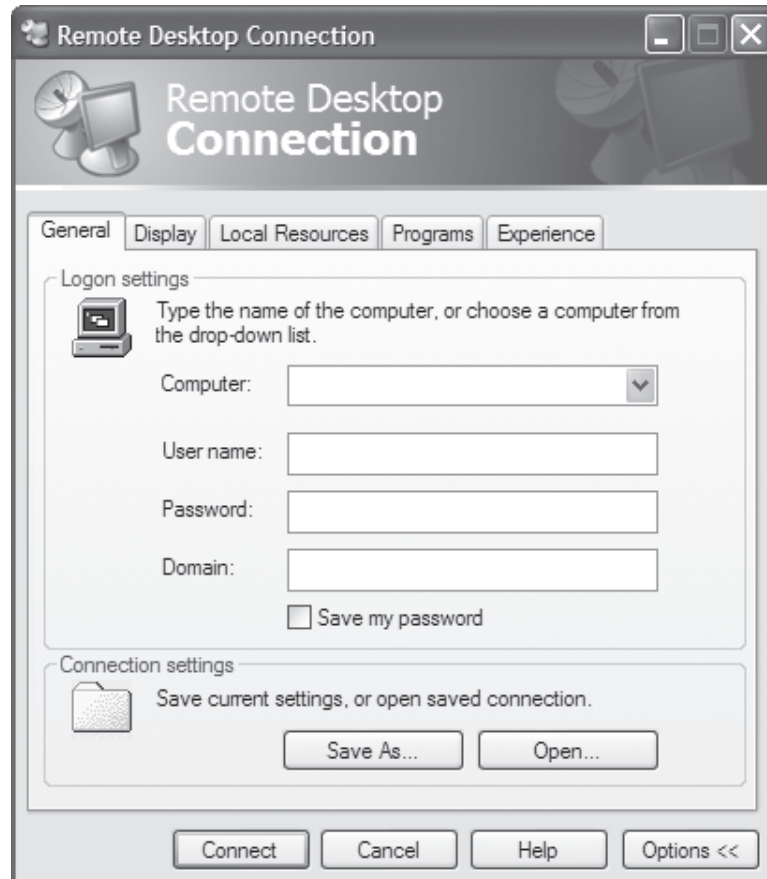 Remote Desktop Connection
Remote Desktop
Connection
General Display Local Resources Programs Experience
Logon settings
Type the name of the computer, or choose a computer from
the drop-down list.
Computer:
User name:
Password:
Domain:
Save my password
Connection settings
Save current settings, or open saved connection.
Save As... Open...
Connect Cancel Help Options <<